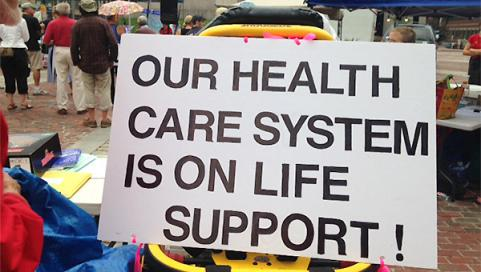 OUR HEALTH
CARE SYSTEM
IS ON LIFE
SUPPORT !